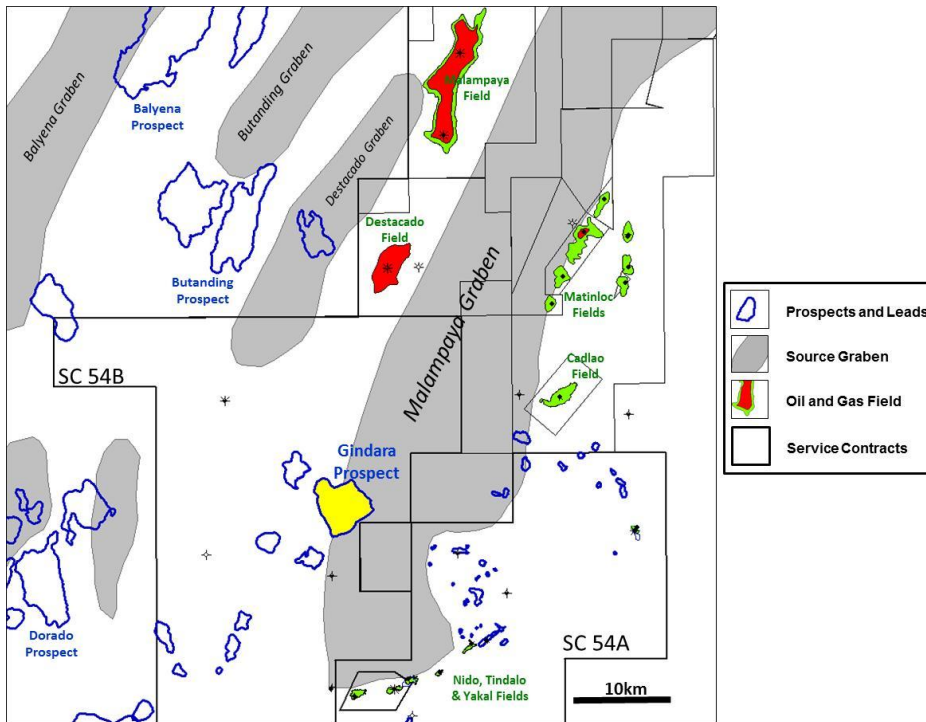 Malampaya
Field
Balyena
Prospect
Balyena Graben
Butanding Graben
Destacado Graben
Destacado
Field
Butanding
Prospect
Matinloc
Fields
Malampaya Graben
Cadlao
Field
SC 54B
Gindara
Prospect
Dorado
Prospect
SC 54A
Nido, Tindalo
& Yakal Fields
10km
Prospects and Leads
Source Graben
Oil and Gas Field
Service Contracts